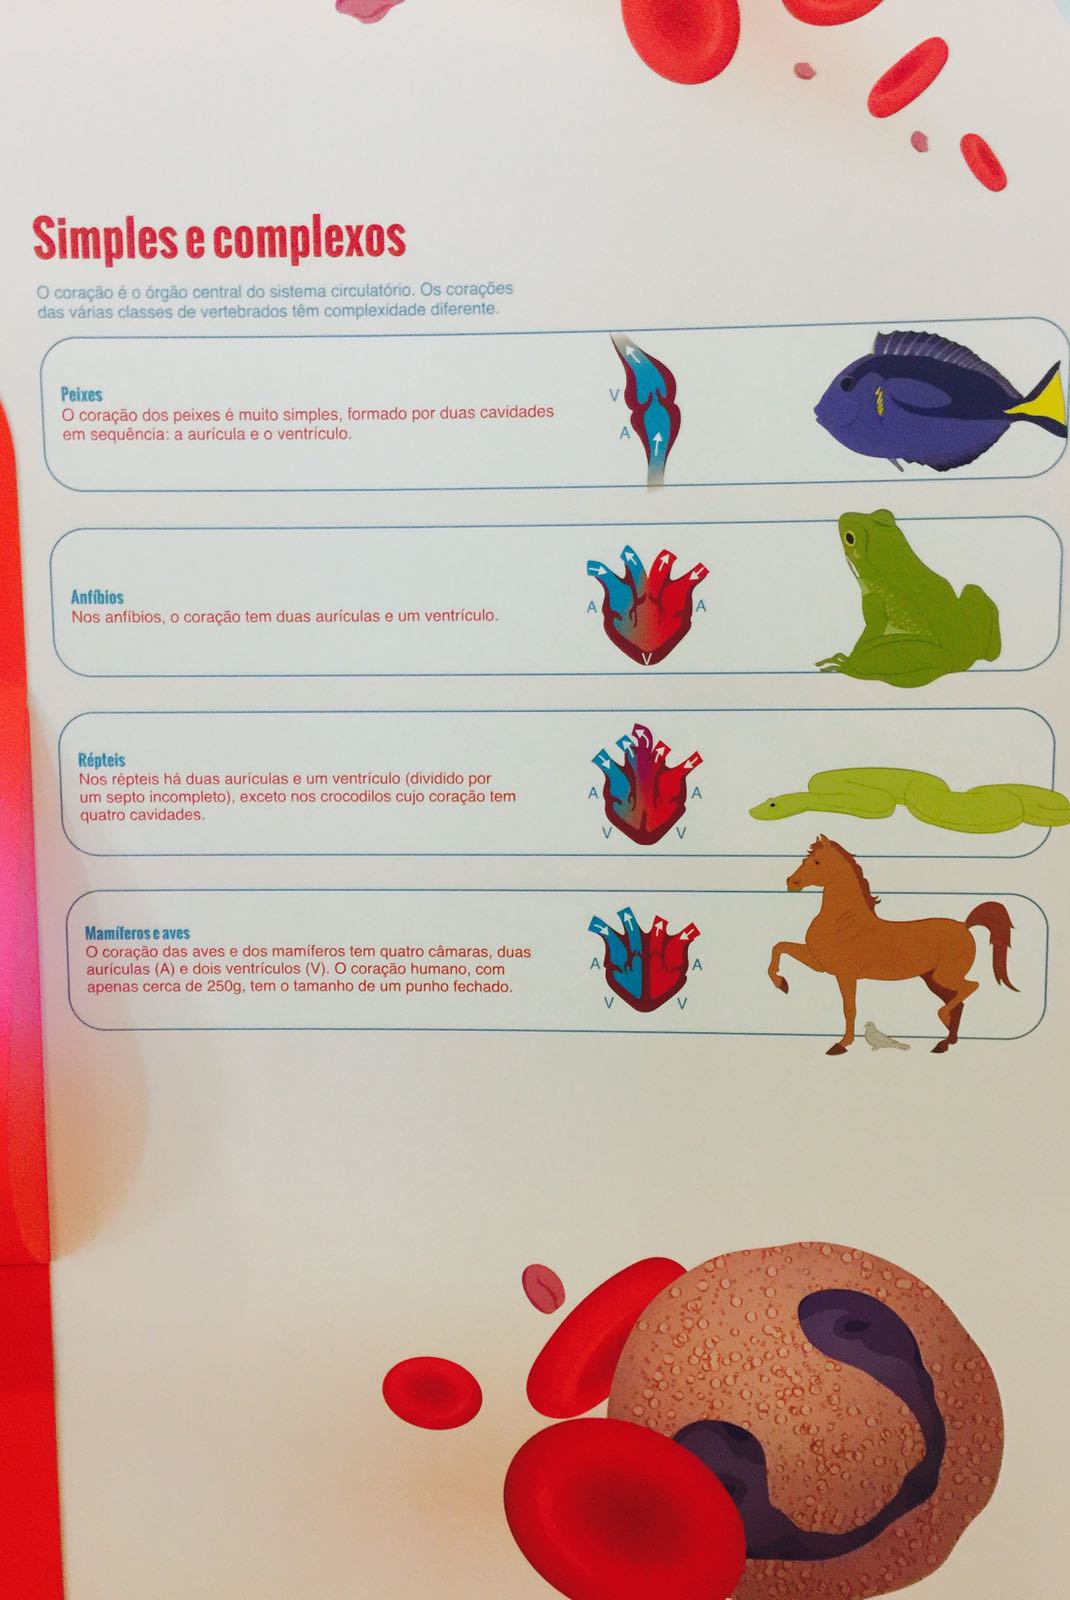 Simples e complexos
O coração é o órgão central do sistema circulatório. Os corações
das várias classes de vertebrados têm complexidade diferente.
Peixes
O coração dos peixes é muito simples, formado por duas cavidades
em sequência: a aurícula e o ventrículo.
V
A
Anfíbios
Nos anfíbios, o coração tem duas aurículas e um ventrículo.
A
A
V
Répteis
Nos répteis há duas aurículas e um ventrículo (dividido por
um septo incompleto), exceto nos crocodilos cujo coração tem
quatro cavidades.
A
A
V
V
Mamíferos e aves
O coração das aves e dos mamíferos tem quatro câmaras, duas
aurículas (A) e dois ventrículos (V). O coração humano, com
apenas cerca de 250g, tem o tamanho de um punho fechado.
A
A
V
V